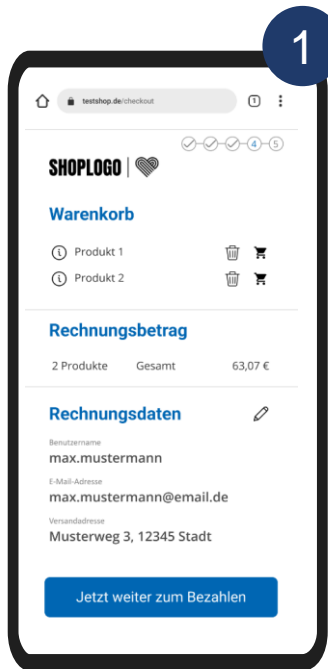 1
testshop.de/checkout
1
4 5
SHOPLOGO
Warenkorb
i Produkt 1
i Produkt 2
Rechnungsbetrag
2 Produkte Gesamt 63,07 €
Rechnungsdaten
Benutzername
max.mustermann
E-Mail-Adresse
max.mustermann@email.de
Versandadresse
Musterweg 3, 12345 Stadt
Jetzt weiter zum Bezahlen